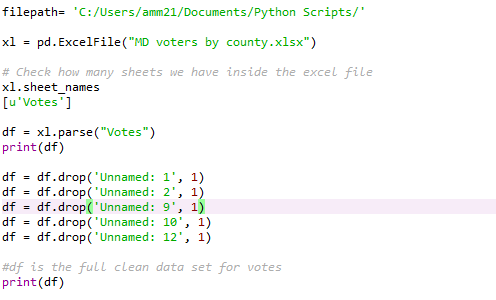 filepath= 'C:/Users/amm21/Documents/Python Scripts/'
xl = pd.ExcelFile("MD voters by county.xlsx")
# Check how many sheets we have inside the excel file
xl.sheet_names
[u'Votes']
df = xl.parse("Votes")
print(df)
df = df.drop('Unnamed: 1', 1)
df = df.drop('Unnamed: 2', 1)
df = df.drop('Unnamed: 9', 1)
df = df.drop('Unnamed: 10', 1)
df = df.drop('Unnamed: 12', 1)
#df is the full clean data set for votes
print(df)